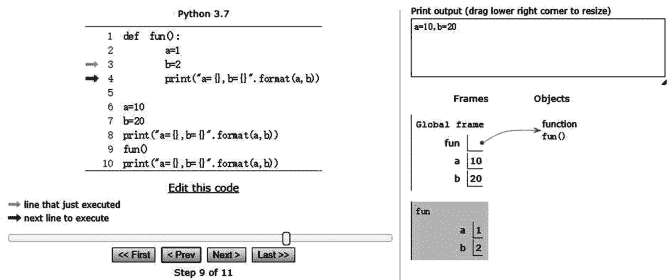 Python 3.7
1 def fun():
2 a=1
3 b=2
4 print("a={},b={}".format(a,b))
5
6 a=10
7 b=20
8 print("a={},b={}".format(a,b))
9 fun()
10 print("a={},b={}".format(a,b))
Edit this code
line that just executed
next line to execute
<< First
< Prev
Next >
Last >>
Step 9 of 11
Print output (drag lower right corner to resize)
a=10,b=20
Frames
Objects
Global frame
fun
a 10
b 20
function
fun()
fun
a 1
b 2